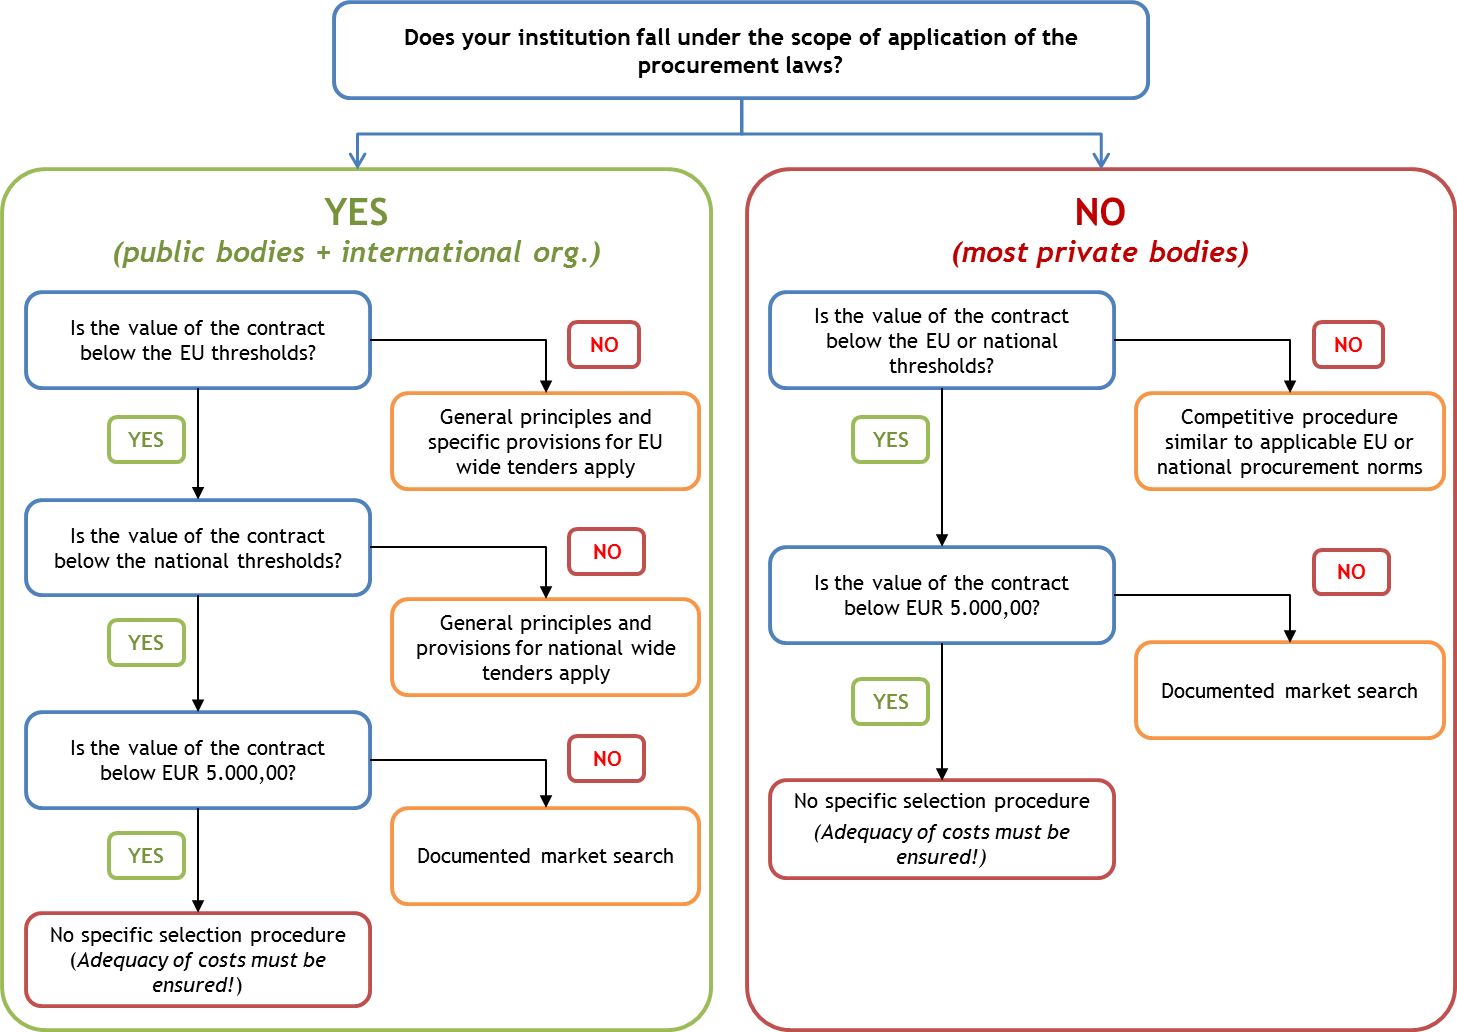 Does your institution fall under the scope of application of the
procurement laws?
YES
(public bodies + international org.)
Is the value of the contract
below the EU thresholds?
NO
General principles and
specific provisions for EU
wide tenders apply
YES
Is the value of the contract
below the national thresholds?
NO
General principles and
provisions for national wide
tenders apply
YES
Is the value of the contract
below EUR 5.000,00?
NO
Documented market search
YES
No specific selection procedure
(Adequacy of costs must be
ensured!)
NO
(most private bodies)
Is the value of the contract
below the EU or national
thresholds?
NO
Competitive procedure
similar to applicable EU or
national procurement norms
YES
Is the value of the contract
below EUR 5.000,00?
NO
Documented market search
YES
No specific selection procedure
(Adequacy of costs must be
ensured!)